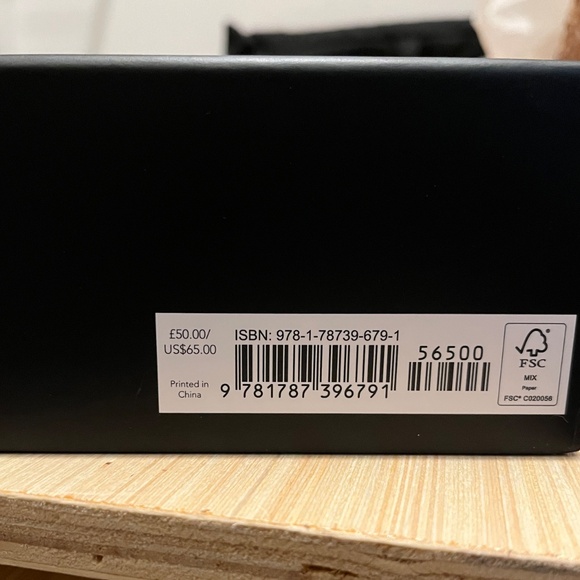 £50.00/
US$65.00
Printed in
China
ISBN: 978-1-78739-679-1
9 781787 396791
56500
FSC
MIX
Paper
FSC® C020056